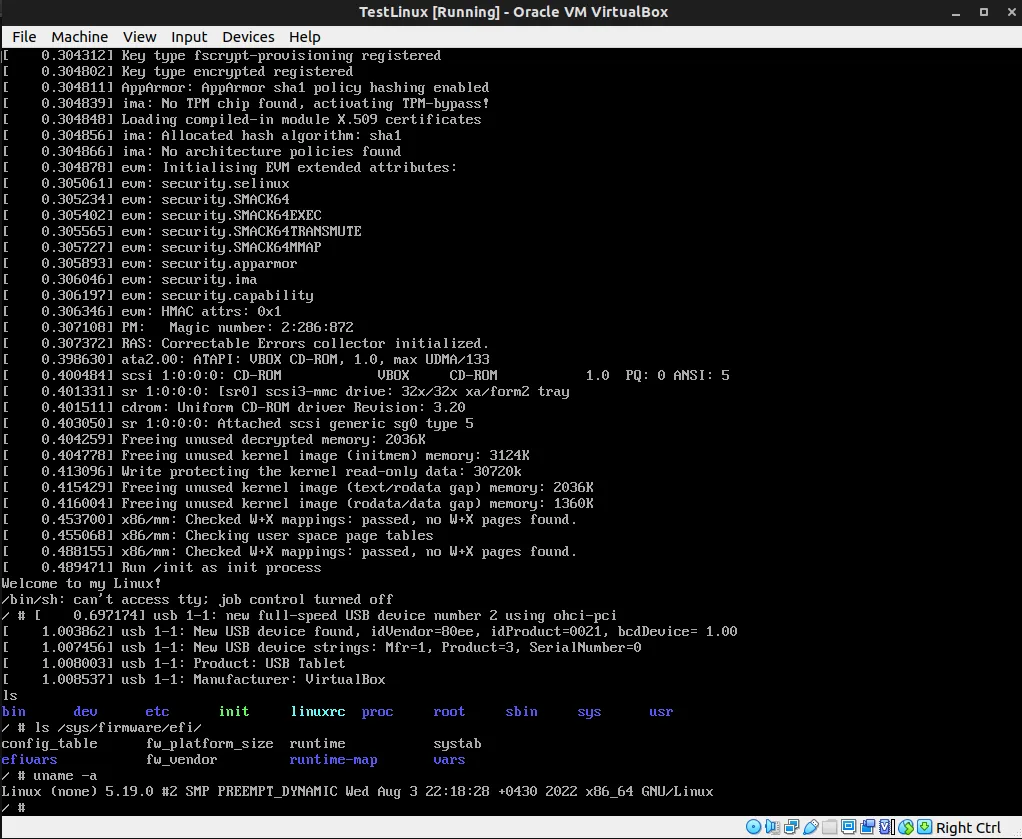 TestLinux [Running] - Oracle VM VirtualBox
File Machine View Input Devices Help
[    0.304312] Key type fscrypt-provisioning registered
[    0.304802] Key type encrypted registered
[    0.304811] AppArmor: AppArmor sha1 policy hashing enabled
[    0.304839] ima: No TPM chip found, activating TPM-bypass!
[    0.304848] Loading compiled-in module X.509 certificates
[    0.304856] ima: Allocated hash algorithm: sha1
[    0.304866] ima: No architecture policies found
[    0.304878] evm: Initialising EVM extended attributes:
[    0.305061] evm: security.selinux
[    0.305234] evm: security.SMACK64
[    0.305402] evm: security.SMACK64EXEC
[    0.305565] evm: security.SMACK64TRANSMUTE
[    0.305727] evm: security.SMACK64MMAP
[    0.305893] evm: security.apparmor
[    0.306046] evm: security.ima
[    0.306197] evm: security.capability
[    0.306346] evm: HMAC attrs: 0x1
[    0.307108] PM:   Magic number: 2:286:872
[    0.307372] RAS: Correctable Errors collector initialized.
[    0.398630] ata2.00: ATAPI: VBOX CD-ROM, 1.0, max UDMA/133
[    0.400484] scsi 1:0:0:0: CD-ROM            VBOX     CD-ROM           1.0  PQ: 0 ANSI: 5
[    0.401331] sr 1:0:0:0: [sr0] scsi3-mmc drive: 32x/32x xa/form2 tray
[    0.401511] cdrom: Uniform CD-ROM driver Revision: 3.20
[    0.403050] sr 1:0:0:0: Attached scsi generic sg0 type 5
[    0.404259] Freeing unused decrypted memory: 2036K
[    0.404778] Freeing unused kernel image (initmem) memory: 3124K
[    0.413096] Write protecting the kernel read-only data: 30720k
[    0.415429] Freeing unused kernel image (text/rodata gap) memory: 2036K
[    0.416004] Freeing unused kernel image (rodata/data gap) memory: 1360K
[    0.453700] x86/mm: Checked W+X mappings: passed, no W+X pages found.
[    0.455068] x86/mm: Checking user space page tables
[    0.488155] x86/mm: Checked W+X mappings: passed, no W+X pages found.
[    0.489471] Run /init as init process
Welcome to my Linux!
/bin/sh: can't access tty; job control turned off
/ # [    0.697174] usb 1-1: new full-speed USB device number 2 using ohci-pci
[    1.003862] usb 1-1: New USB device found, idVendor=80ee, idProduct=0021, bcdDevice= 1.00
[    1.007456] usb 1-1: New USB device strings: Mfr=1, Product=3, SerialNumber=0
[    1.008003] usb 1-1: Product: USB Tablet
[    1.008537] usb 1-1: Manufacturer: VirtualBox
ls
bin      dev      etc      init     linuxrc  proc     root     sbin     sys      usr
/ # ls /sys/firmware/efi/
config_table      fw_platform_size  runtime           systab
efivars           fw_vendor         runtime-map       vars
/ # uname -a
Linux (none) 5.19.0 #2 SMP PREEMPT_DYNAMIC Wed Aug 3 22:18:28 +0430 2022 x86_64 GNU/Linux
/ #
Right Ctrl